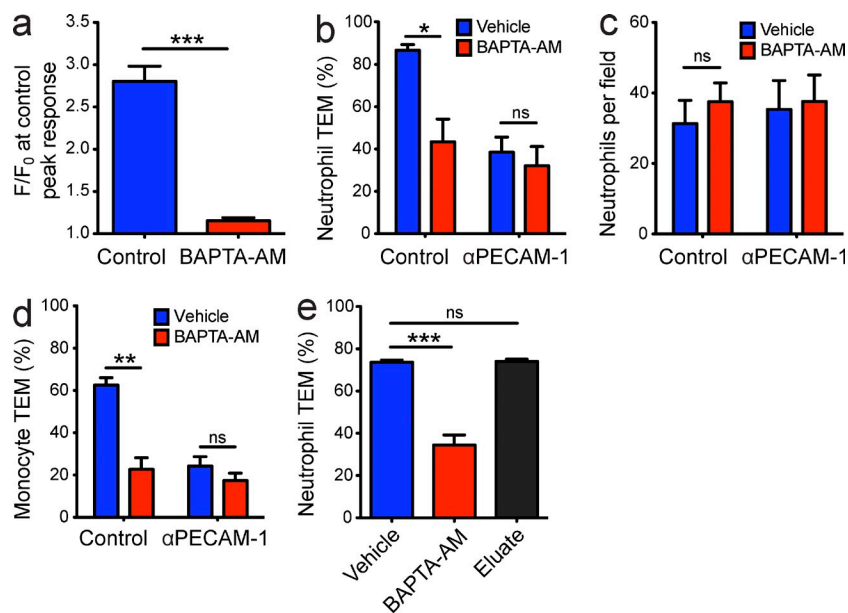 a
F/F0 at control
peak response
3.0
2.5
2.0
1.5
1.0
***
Control
BAPTA-AM
b
Neutrophil TEM (%)
100
80
60
40
20
0
*
ns
Vehicle
BAPTA-AM
Control
αPECAM-1
c
Neutrophils per field
60
40
20
0
ns
Vehicle
BAPTA-AM
Control
αPECAM-1
d
Monocyte TEM (%)
100
80
60
40
20
0
**
ns
Vehicle
BAPTA-AM
Control
αPECAM-1
e
Neutrophil TEM (%)
100
80
60
40
20
0
ns
***
Vehicle
BAPTA-AM
Eluate